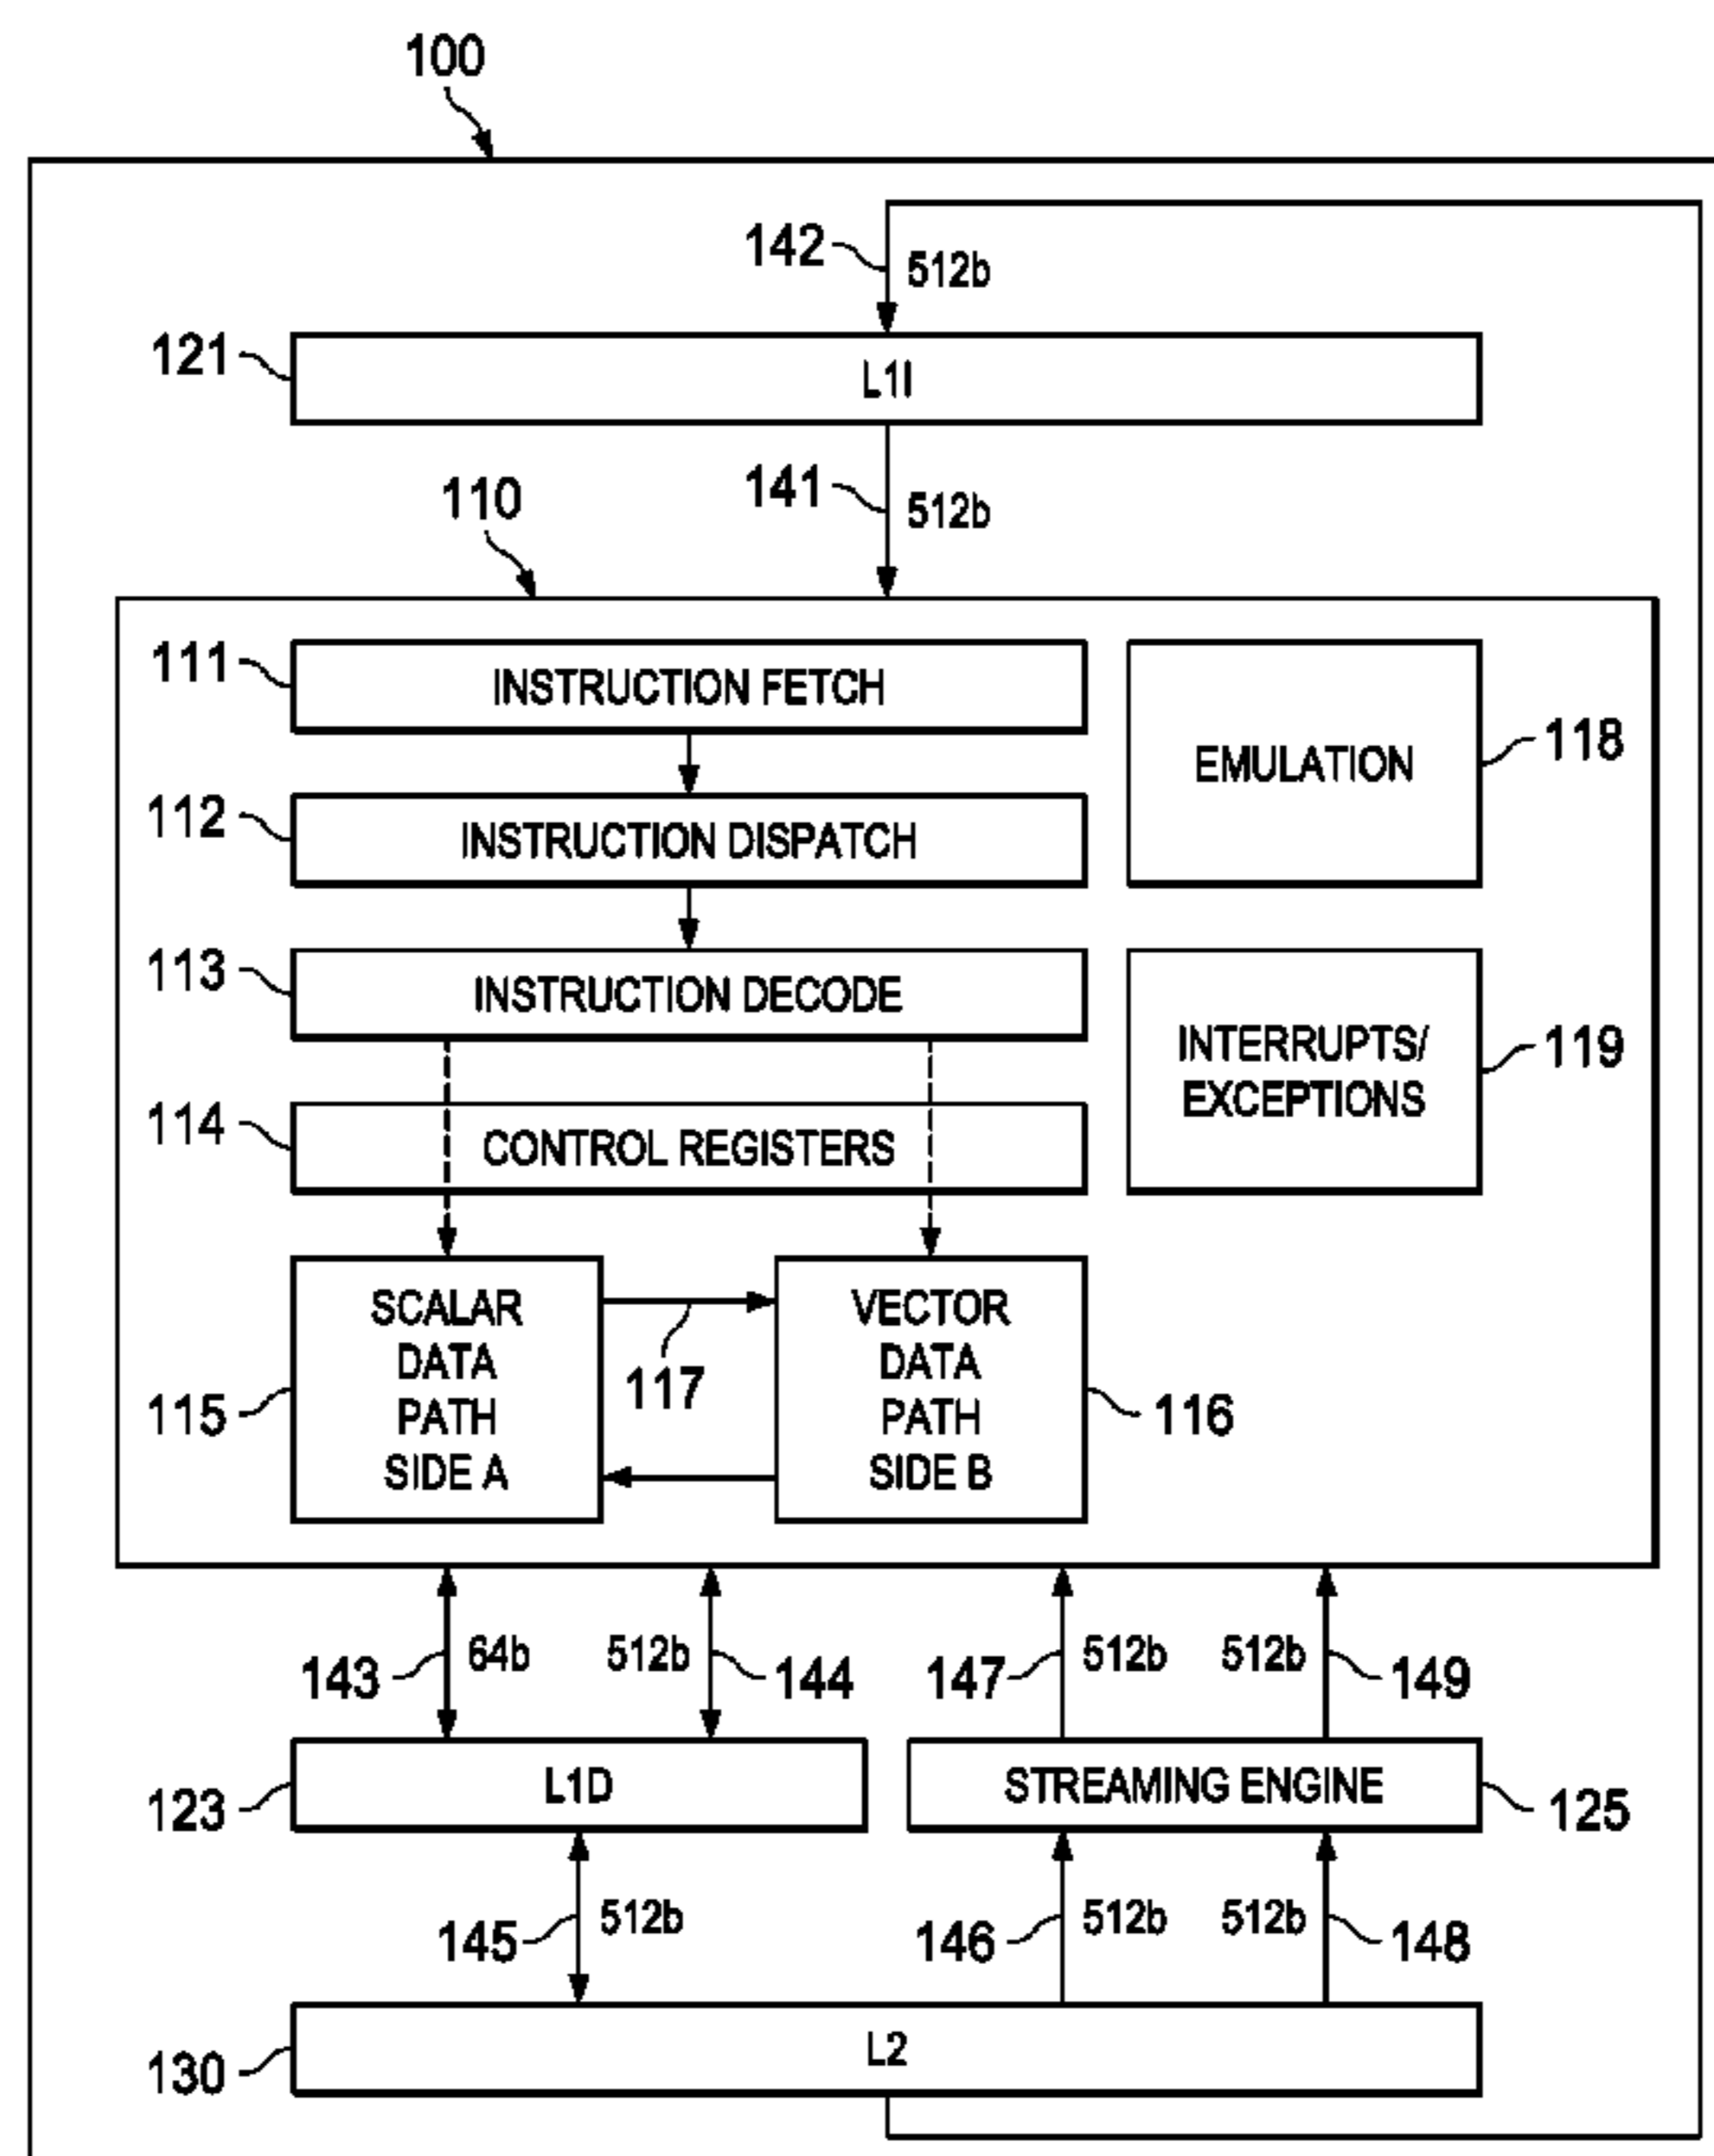 100
142
512b
121
L1I
141
512b
110
111
INSTRUCTION FETCH
EMULATION
118
112
INSTRUCTION DISPATCH
113
INSTRUCTION DECODE
INTERRUPTS/
EXCEPTIONS
119
114
CONTROL REGISTERS
115
SCALAR
DATA
PATH
SIDE A
117
VECTOR
DATA
PATH
SIDE B
116
143
64b
512b
144
147
512b
512b
149
123
L1D
STREAMING ENGINE
125
145
512b
146
512b
512b
148
130
L2